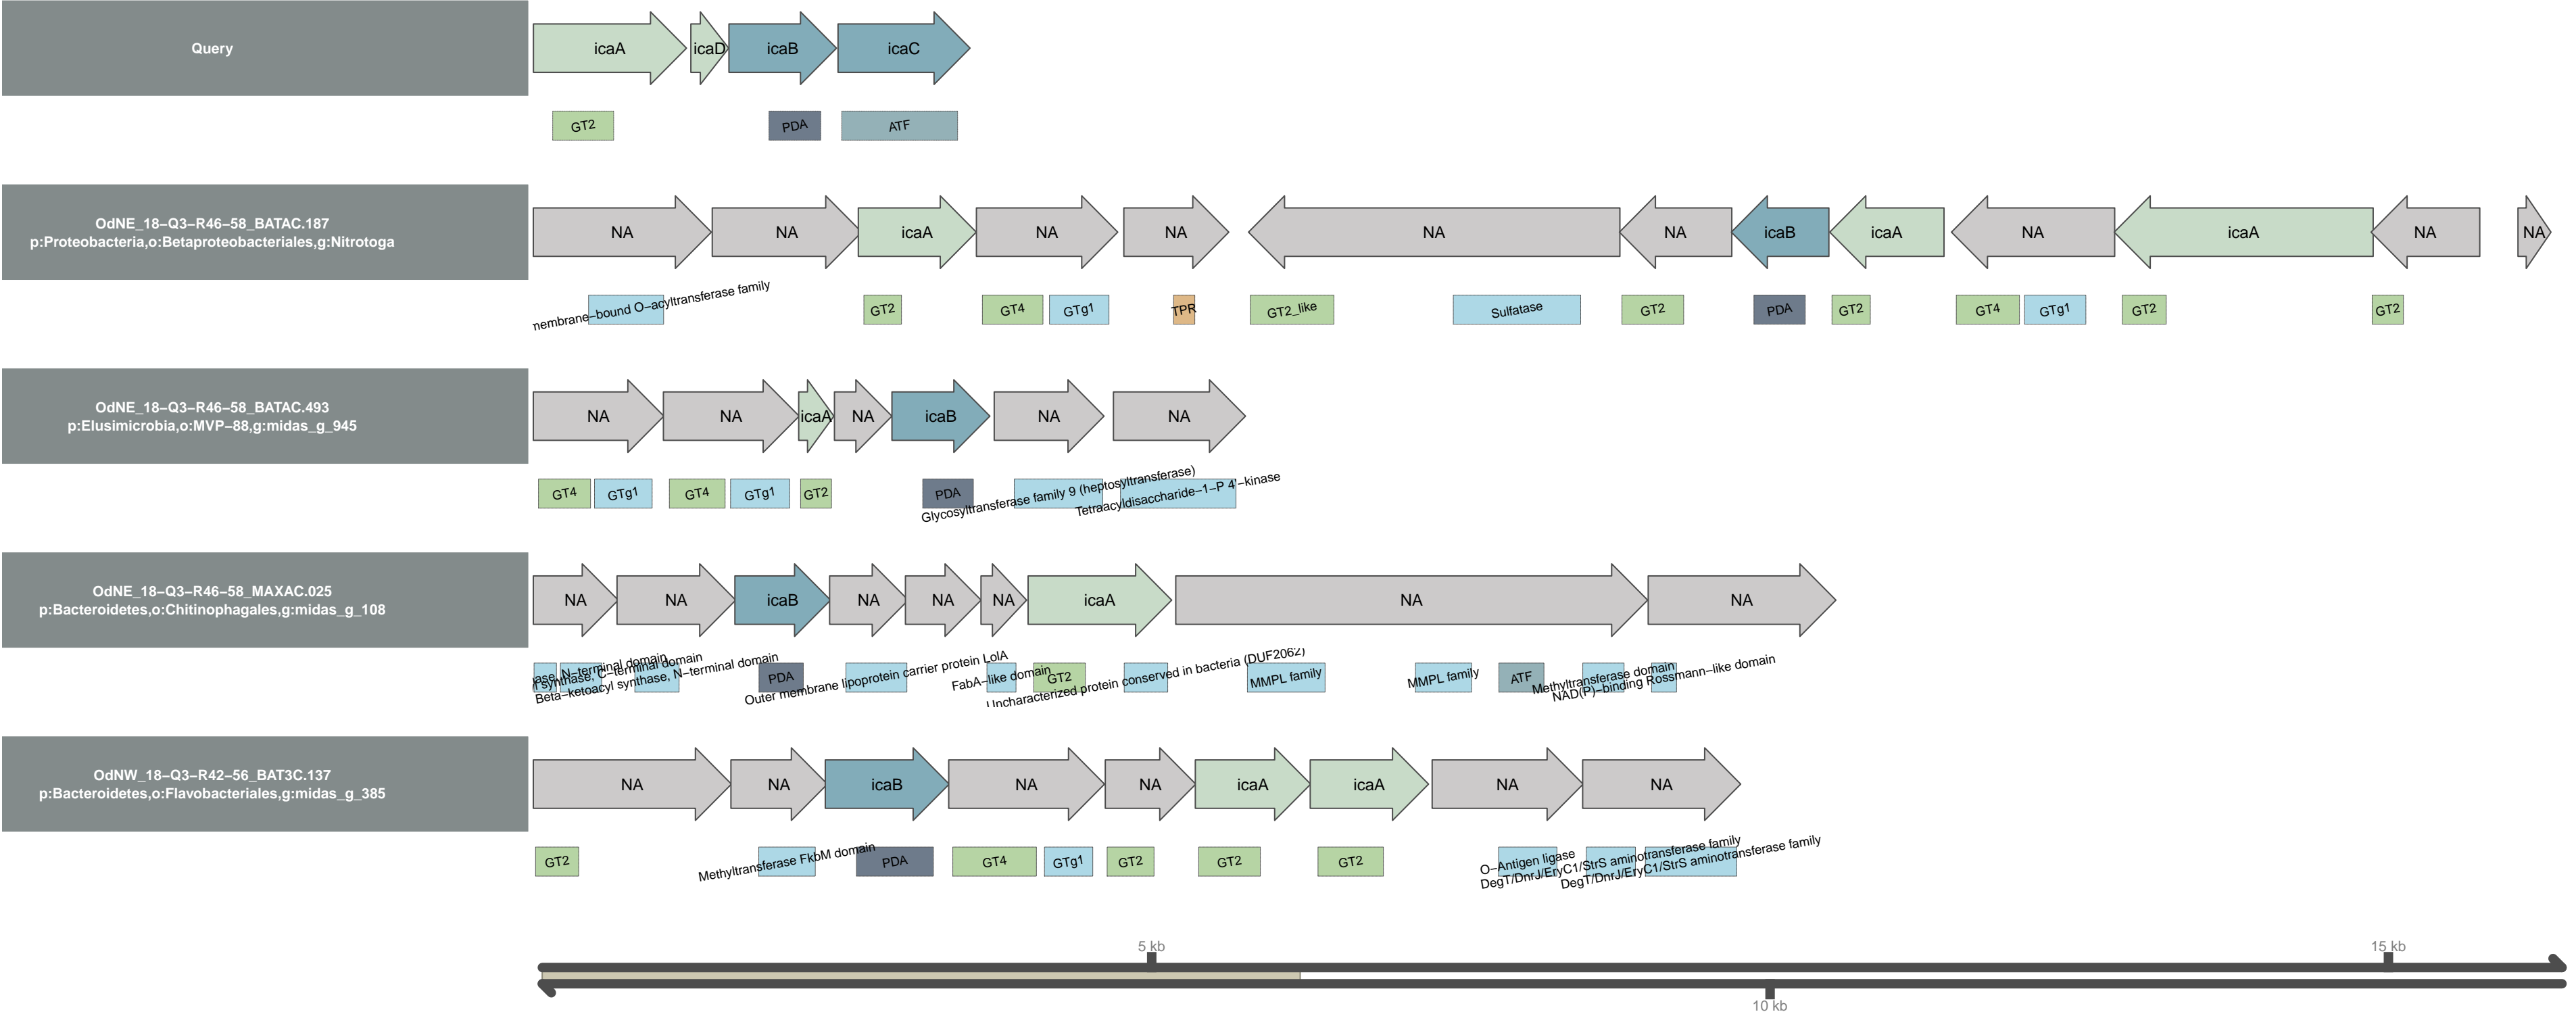 Query
icaA icaD icaB icaC
GT2 PDA ATF
OdNE_18–Q3–R46–58_BATAC.187
p:Proteobacteria,o:Betaproteobacteriales,g:Nitrotoga
NA NA icaA NA NA NA NA icaB icaA NA icaA NA NA
membrane–bound O–acyltransferase family GT2 GT4 GTg1 TPR GT2_like Sulfatase GT2 PDA GT2 GT4 GTg1 GT2 GT2
OdNE_18–Q3–R46–58_BATAC.493
p:Elusimicrobia,o:MVP–88,g:midas_g_945
NA NA icaA NA icaB NA NA
GT4 GTg1 GT4 GTg1 GT2 PDA Glycosyltransferase family 9 (heptosyltransferase) Tetraacyldisaccharide–1–P 4'–kinase
OdNE_18–Q3–R46–58_MAXAC.025
p:Bacteroidetes,o:Chitinophagales,g:midas_g_108
NA NA icaB NA NA NA icaA NA NA
N–terminal domain
synthase, C–terminal domain
Beta–ketoacyl synthase, N–terminal domain PDA Outer membrane lipoprotein carrier protein LolA FabA–like domain GT2 Uncharacterized protein conserved in bacteria (DUF2062) MMPL family MMPL family ATF Methyltransferase domain NAD(P)–binding Rossmann–like domain
OdNW_18–Q3–R42–56_BAT3C.137
p:Bacteroidetes,o:Flavobacteriales,g:midas_g_385
NA NA icaB NA NA icaA icaA NA NA
GT2 Methyltransferase FkbM domain PDA GT4 GTg1 GT2 GT2 GT2 O–Antigen ligase DegT/DnrJ/EryC1/StrS aminotransferase family DegT/DnrJ/EryC1/StrS aminotransferase family
5 kb 15 kb
10 kb